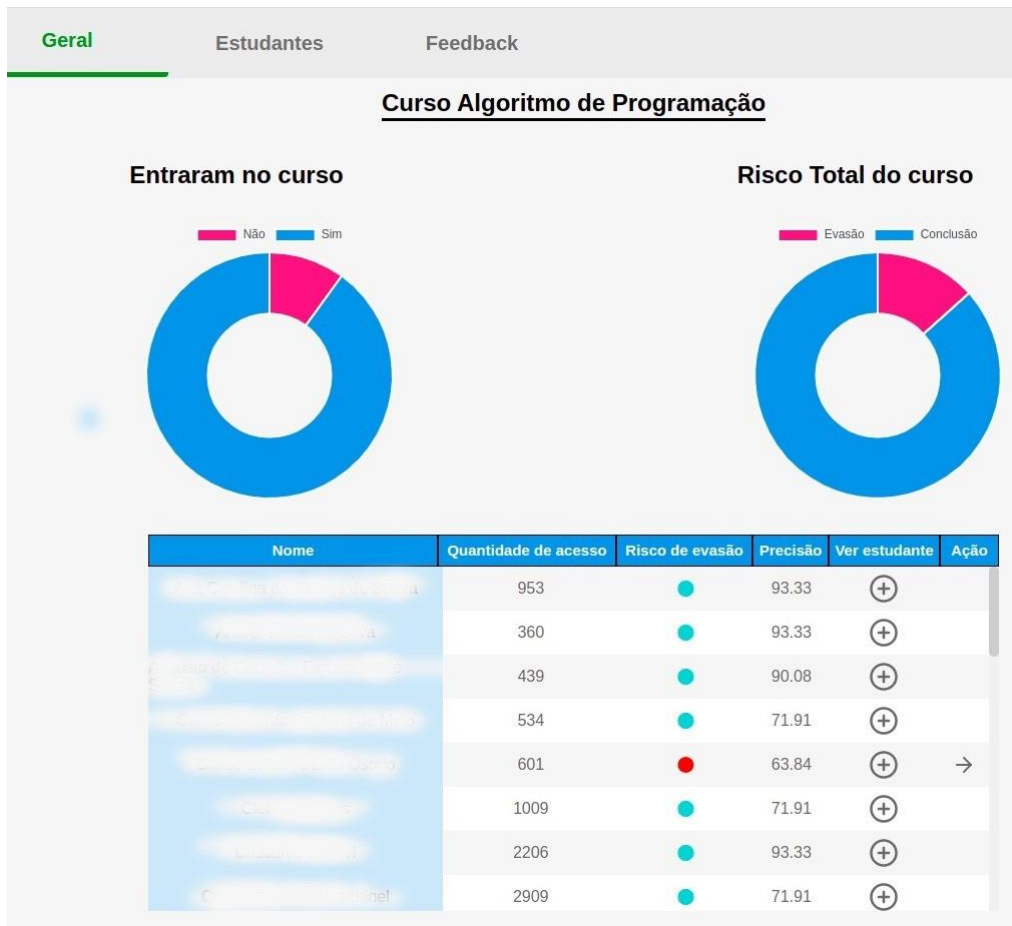 Geral Estudantes Feedback
Curso Algoritmo de Programação
Entraram no curso
Risco Total do curso
Não Sim
Evasão Conclusão
Nome Quantidade de acesso Risco de evasão Precisão Ver estudante Ação
953 93.33
360 93.33
439 90.08
534 71.91
601 63.84
1009 71.91
2206 93.33
2909 71.91